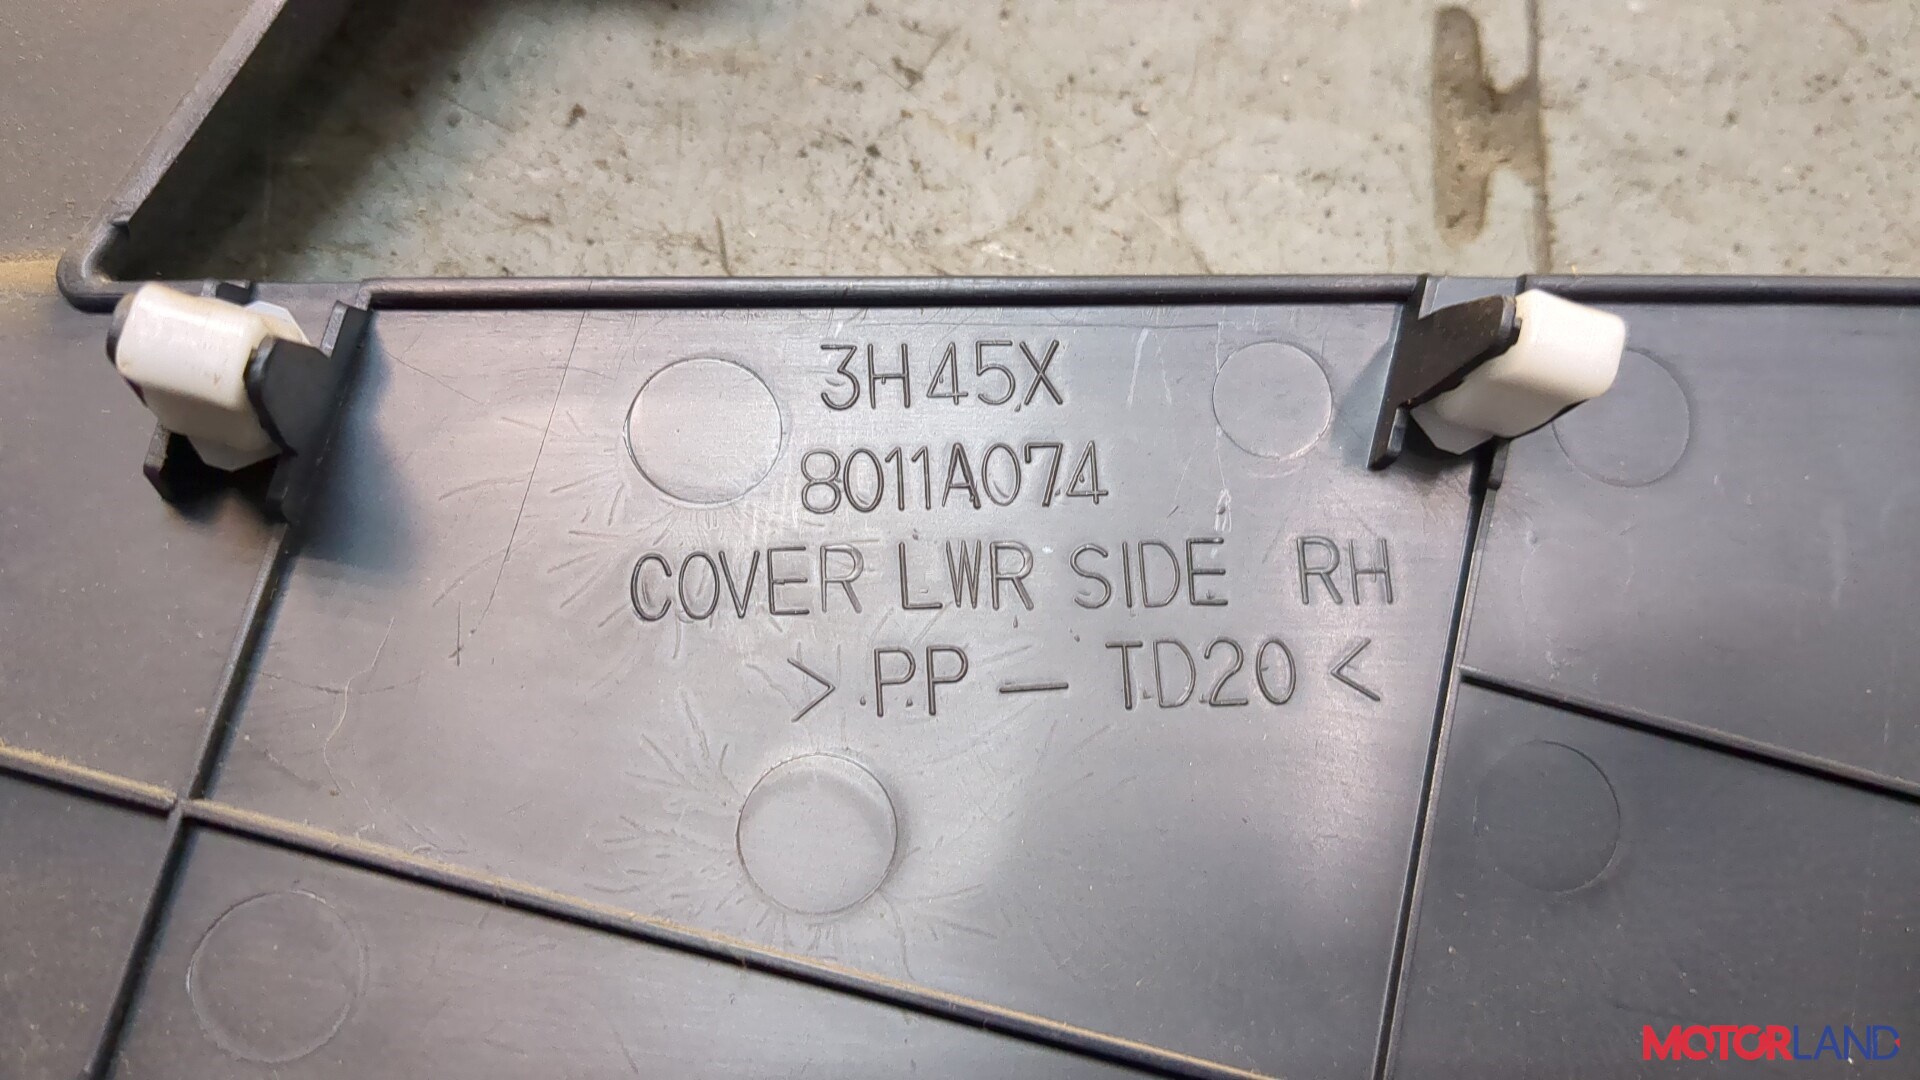 3H45X
8011A074
COVER LWR SIDE RH
>PP-TD20<
MOTORLAND